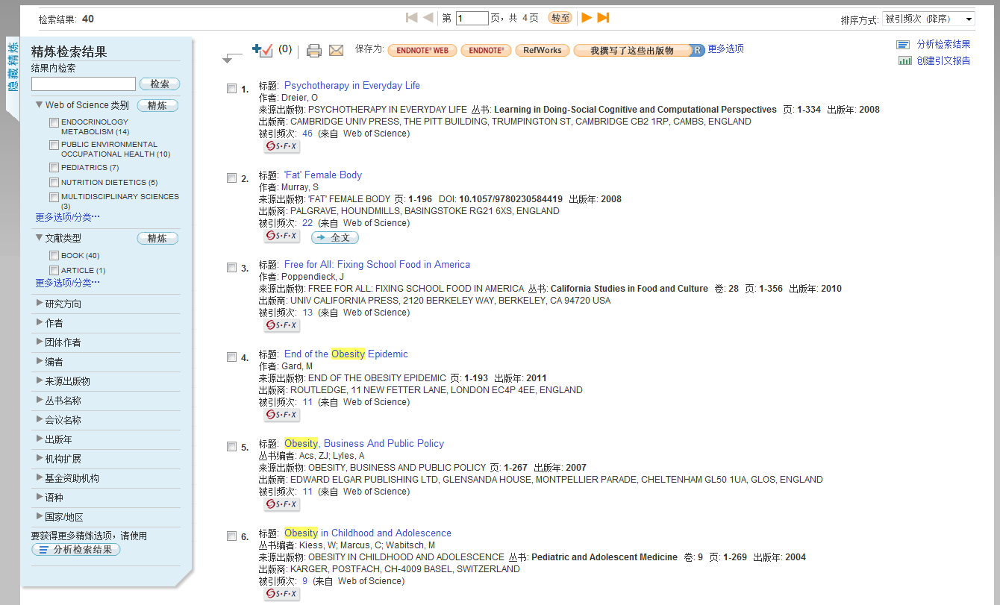 检索结果: 40
第 1 页，共 4 页 转至
排序方式: 被引频次 (降序)
隐藏精炼
精炼检索结果
结果内检索
检索
Web of Science 类别 精炼
ENDOCRINOLOGY
METABOLISM (14)
PUBLIC ENVIRONMENTAL
OCCUPATIONAL HEALTH (10)
PEDIATRICS (7)
NUTRITION DIETETICS (5)
MULTIDISCIPLINARY SCIENCES
(3)
更多选项/分类…
文献类型 精炼
BOOK (40)
ARTICLE (1)
更多选项/分类…
研究方向
作者
团体作者
编者
来源出版物
丛书名称
会议名称
出版年
机构扩展
基金资助机构
语种
国家/地区
要获得更多精炼选项，请使用
分析检索结果
(0) 保存为: ENDNOTE® WEB ENDNOTE® RefWorks 我撰写了这些出版物 R 更多选项
分析检索结果
创建引文报告
1. 标题: Psychotherapy in Everyday Life
作者: Dreier, O
来源出版物: PSYCHOTHERAPY IN EVERYDAY LIFE 丛书: Learning in Doing-Social Cognitive and Computational Perspectives 页: 1-334 出版年: 2008
出版商: CAMBRIDGE UNIV PRESS, THE PITT BUILDING, TRUMPINGTON ST, CAMBRIDGE CB2 1RP, CAMBS, ENGLAND
被引频次: 46 (来自 Web of Science)
S·F·X
2. 标题: 'Fat' Female Body
作者: Murray, S
来源出版物: 'FAT' FEMALE BODY 页: 1-196 DOI: 10.1057/9780230584419 出版年: 2008
出版商: PALGRAVE, HOUNDMILLS, BASINGSTOKE RG21 6XS, ENGLAND
被引频次: 22 (来自 Web of Science)
S·F·X 全文
3. 标题: Free for All: Fixing School Food in America
作者: Poppendieck, J
来源出版物: FREE FOR ALL: FIXING SCHOOL FOOD IN AMERICA 丛书: California Studies in Food and Culture 卷: 28 页: 1-356 出版年: 2010
出版商: UNIV CALIFORNIA PRESS, 2120 BERKELEY WAY, BERKELEY, CA 94720 USA
被引频次: 13 (来自 Web of Science)
S·F·X
4. 标题: End of the Obesity Epidemic
作者: Gard, M
来源出版物: END OF THE OBESITY EPIDEMIC 页: 1-193 出版年: 2011
出版商: ROUTLEDGE, 11 NEW FETTER LANE, LONDON EC4P 4EE, ENGLAND
被引频次: 11 (来自 Web of Science)
S·F·X
5. 标题: Obesity, Business And Public Policy
丛书编者: Acs, ZJ; Lyles, A
来源出版物: OBESITY, BUSINESS AND PUBLIC POLICY 页: 1-267 出版年: 2007
出版商: EDWARD ELGAR PUBLISHING LTD, GLENSANDA HOUSE, MONTPELLIER PARADE, CHELTENHAM GL50 1UA, GLOS, ENGLAND
被引频次: 11 (来自 Web of Science)
S·F·X
6. 标题: Obesity in Childhood and Adolescence
丛书编者: Kiess, W; Marcus, C; Wabitsch, M
来源出版物: OBESITY IN CHILDHOOD AND ADOLESCENCE 丛书: Pediatric and Adolescent Medicine 卷: 9 页: 1-269 出版年: 2004
出版商: KARGER, POSTFACH, CH-4009 BASEL, SWITZERLAND
被引频次: 9 (来自 Web of Science)
S·F·X